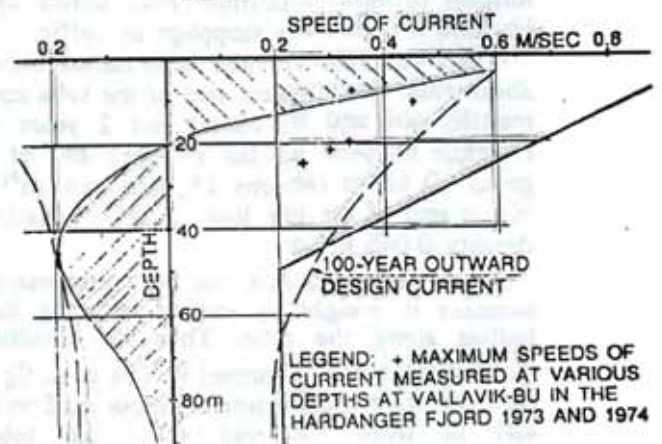 SPEED OF CURRENT
0.2 0.2 0.4 0.6 M/SEC 0.8
20
40
DEPTH
100-YEAR OUTWARD
DESIGN CURRENT
60
80m
LEGEND: + MAXIMUM SPEEDS OF
CURRENT MEASURED AT VARIOUS
DEPTHS AT VALLAVIK-BU IN THE
HARDANGER FJORD 1973 AND 1974